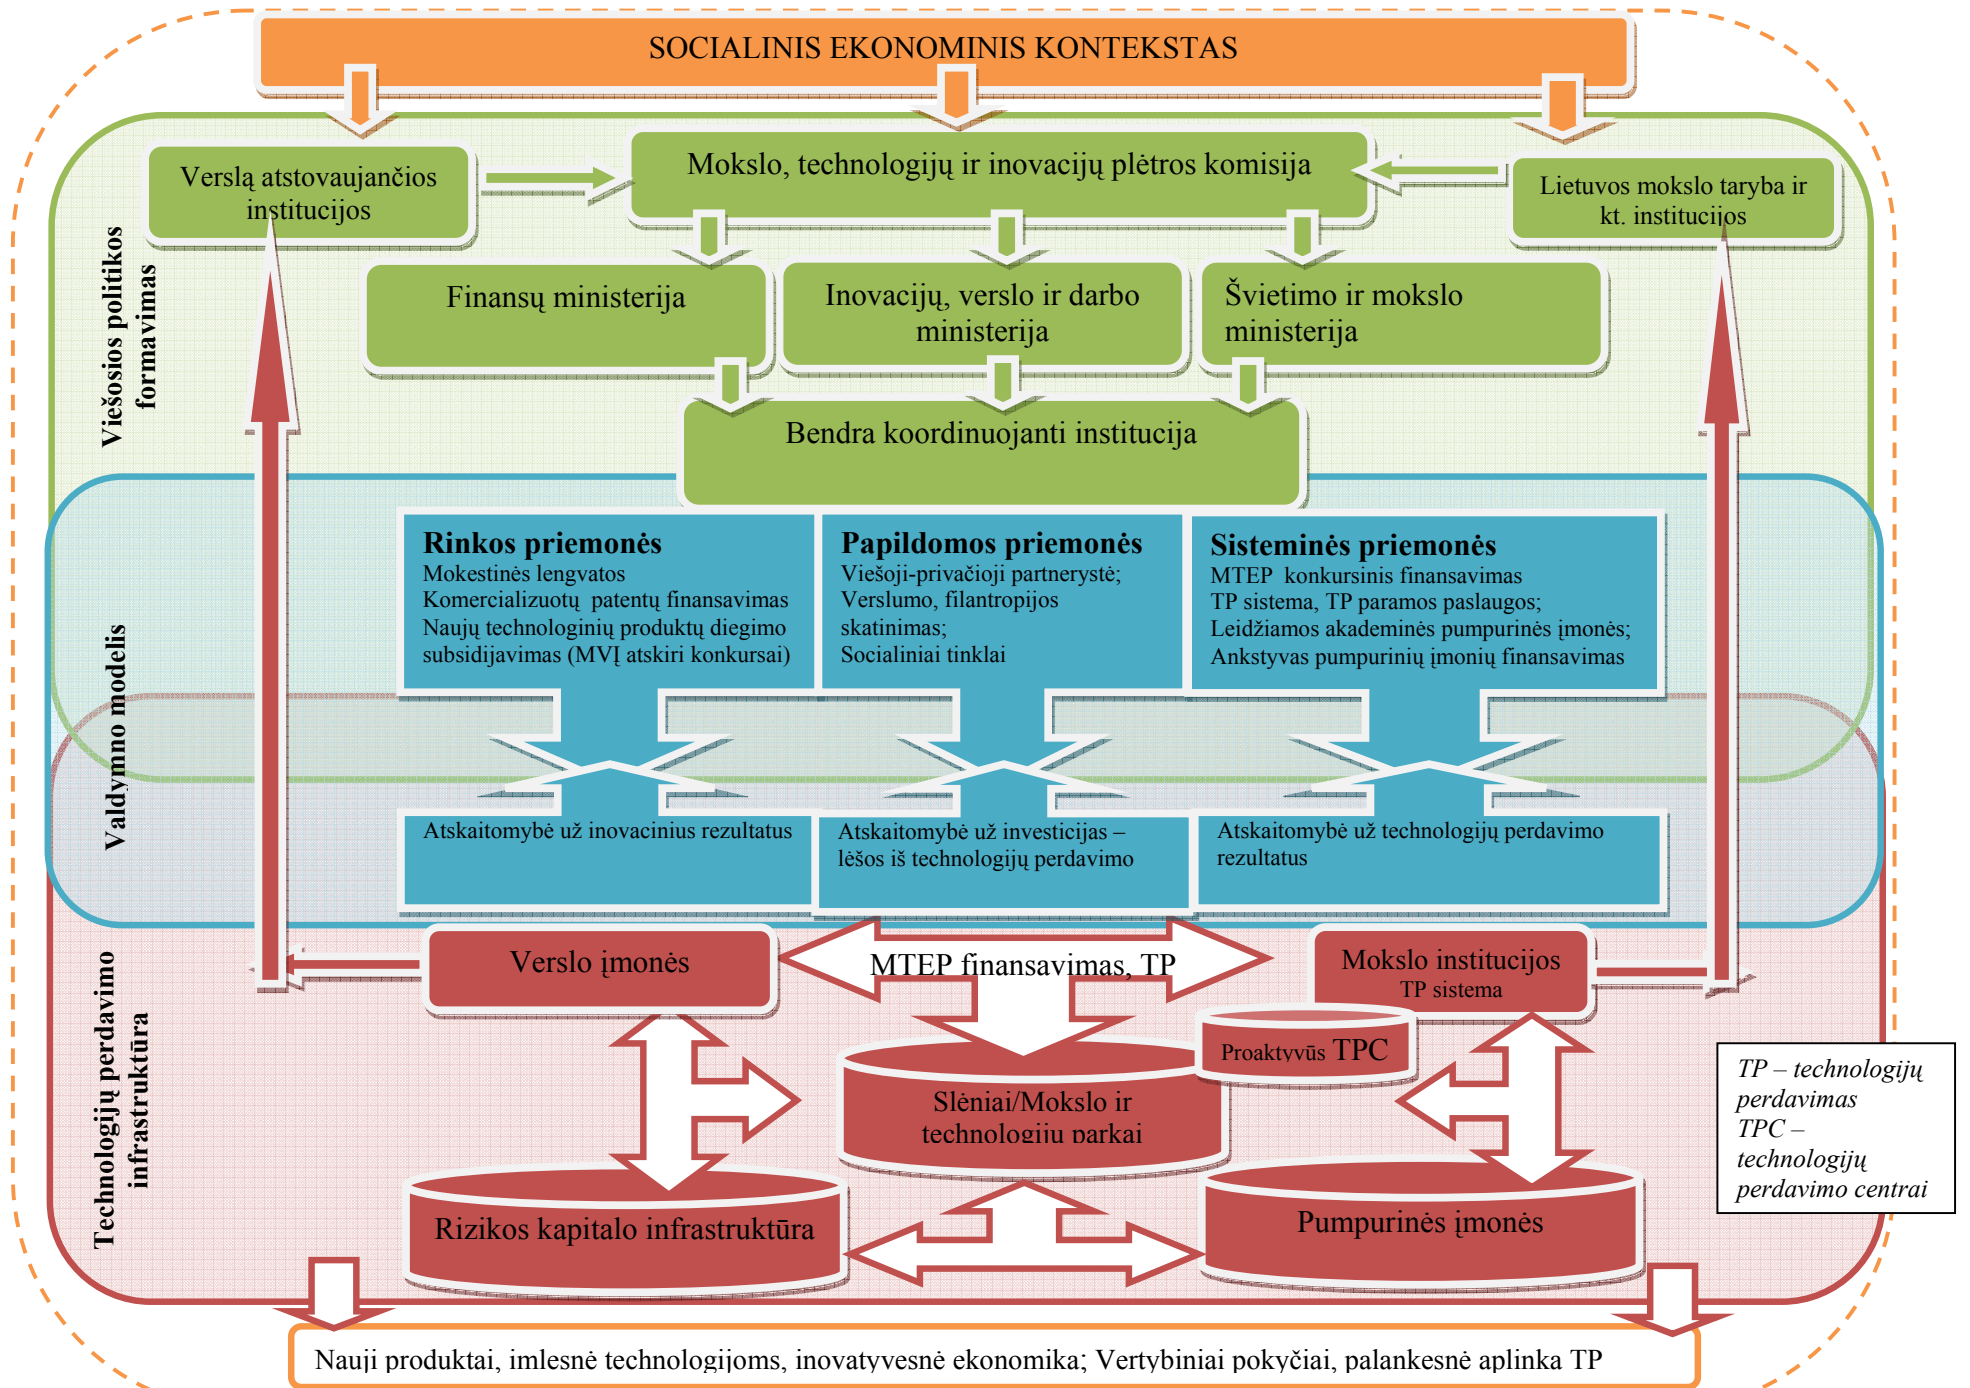 SOCIALINIS EKONOMINIS KONTEKSTAS
Verslą atstovaujančios
institucijos
Mokslo, technologijų ir inovacijų plėtros komisija
Lietuvos mokslo taryba ir
kt. institucijos
Viešosios politikos
formavimas
Finansų ministerija
Inovacijų, verslo ir darbo
ministerija
Švietimo ir mokslo
ministerija
Bendra koordinuojanti institucija
Valdymno modelis
Rinkos priemonės
Mokestinės lengvatos
Komercializuotų patentų finansavimas
Naujų technologinių produktų diegimo
subsidijavimas (MVĮ atskiri konkursai)
Papildomos priemonės
Viešoji-privačioji partnerystė;
Verslumo, filantropijos
skatinimas;
Socialiniai tinklai
Sisteminės priemonės
MTEP konkursinis finansavimas
TP sistema, TP paramos paslaugos;
Leidžiamos akademinės pumpurinės įmonės;
Ankstyvas pumpurinių įmonių finansavimas
Atskaitomybė už inovacinius rezultatus
Atskaitomybė už investicijas –
lėšos iš technologijų perdavimo
Atskaitomybė už technologijų perdavimo
rezultatus
Technologijų perdavimo
infrastruktūra
Verslo įmonės
MTEP finansavimas, TP
Mokslo institucijos
TP sistema
Proaktyvūs TPC
Slėniai/Mokslo ir
technologijų parkai
Rizikos kapitalo infrastruktūra
Pumpurinės įmonės
TP – technologijų
perdavimas
TPC –
technologijų
perdavimo centrai
Nauji produktai, imlesnė technologijoms, inovatyvesnė ekonomika; Vertybiniai pokyčiai, palankesnė aplinka TP